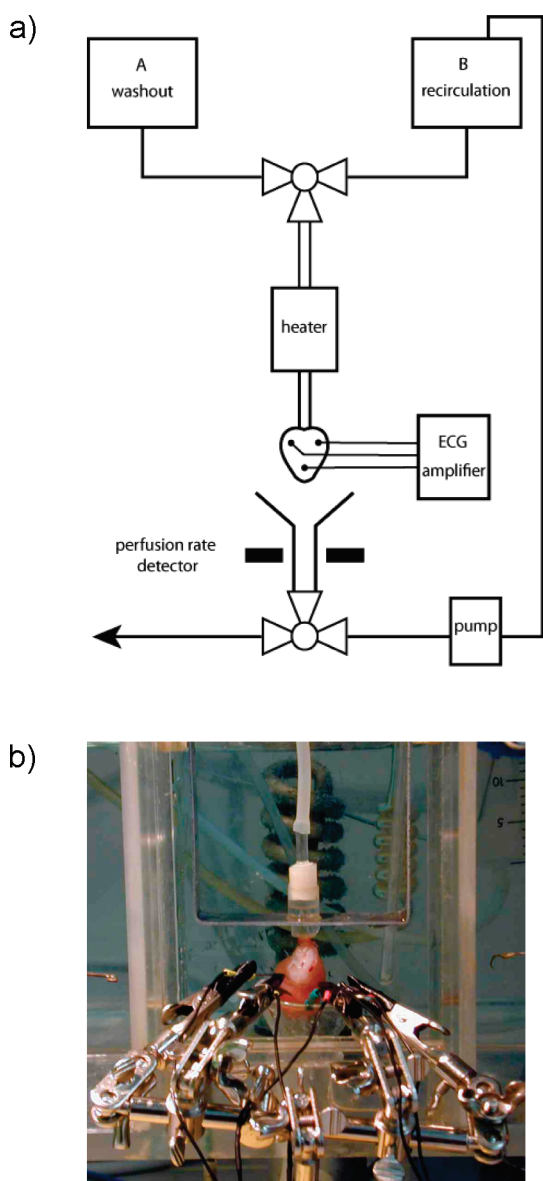 a)
A
washout
B
recirculation
heater
ECG
amplifier
perfusion rate
detector
pump
b)
10
5